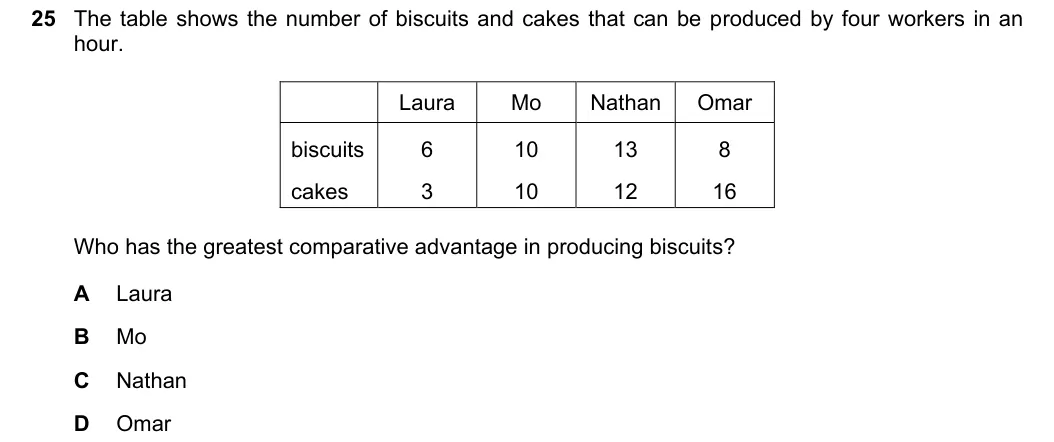 25 The table shows the number of biscuits and cakes that can be produced by four workers in an
hour.
Laura Mo Nathan Omar
biscuits 6 10 13 8
cakes 3 10 12 16
Who has the greatest comparative advantage in producing biscuits?
A Laura
B Mo
C Nathan
D Omar